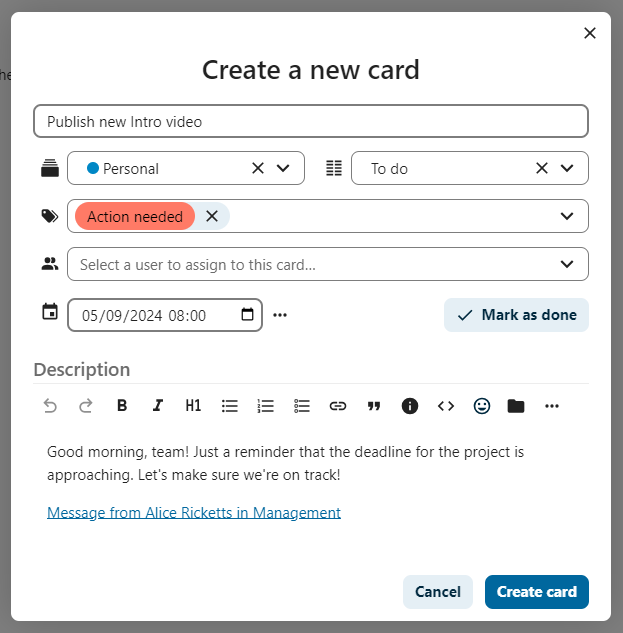 he
Create a new card
Publish new Intro video
Personal
To do
Action needed
Select a user to assign to this card...
05/09/2024 08:00
Mark as done
Description
B I H1
Good morning, team! Just a reminder that the deadline for the project is
approaching. Let's make sure we're on track!
Message from Alice Ricketts in Management
Cancel
Create card